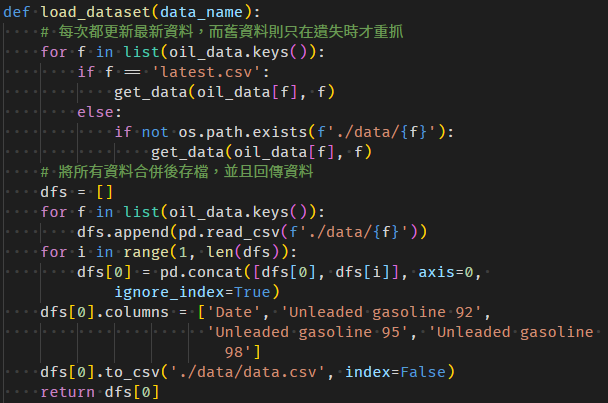 def load_dataset(data_name):
    # 每次都更新最新資料，而舊資料則只在遺失時才重抓
    for f in list(oil_data.keys()):
        if f == 'latest.csv':
            get_data(oil_data[f], f)
        else:
            if not os.path.exists(f'./data/{f}'):
                get_data(oil_data[f], f)
    # 將所有資料合併後存檔，並且回傳資料
    dfs = []
    for f in list(oil_data.keys()):
        dfs.append(pd.read_csv(f'./data/{f}'))
    for i in range(1, len(dfs)):
        dfs[0] = pd.concat([dfs[0], dfs[i]], axis=0,
            ignore_index=True)
    dfs[0].columns = ['Date', 'Unleaded gasoline 92',
                      'Unleaded gasoline 95', 'Unleaded gasoline
                        98']
    dfs[0].to_csv('./data/data.csv', index=False)
    return dfs[0]